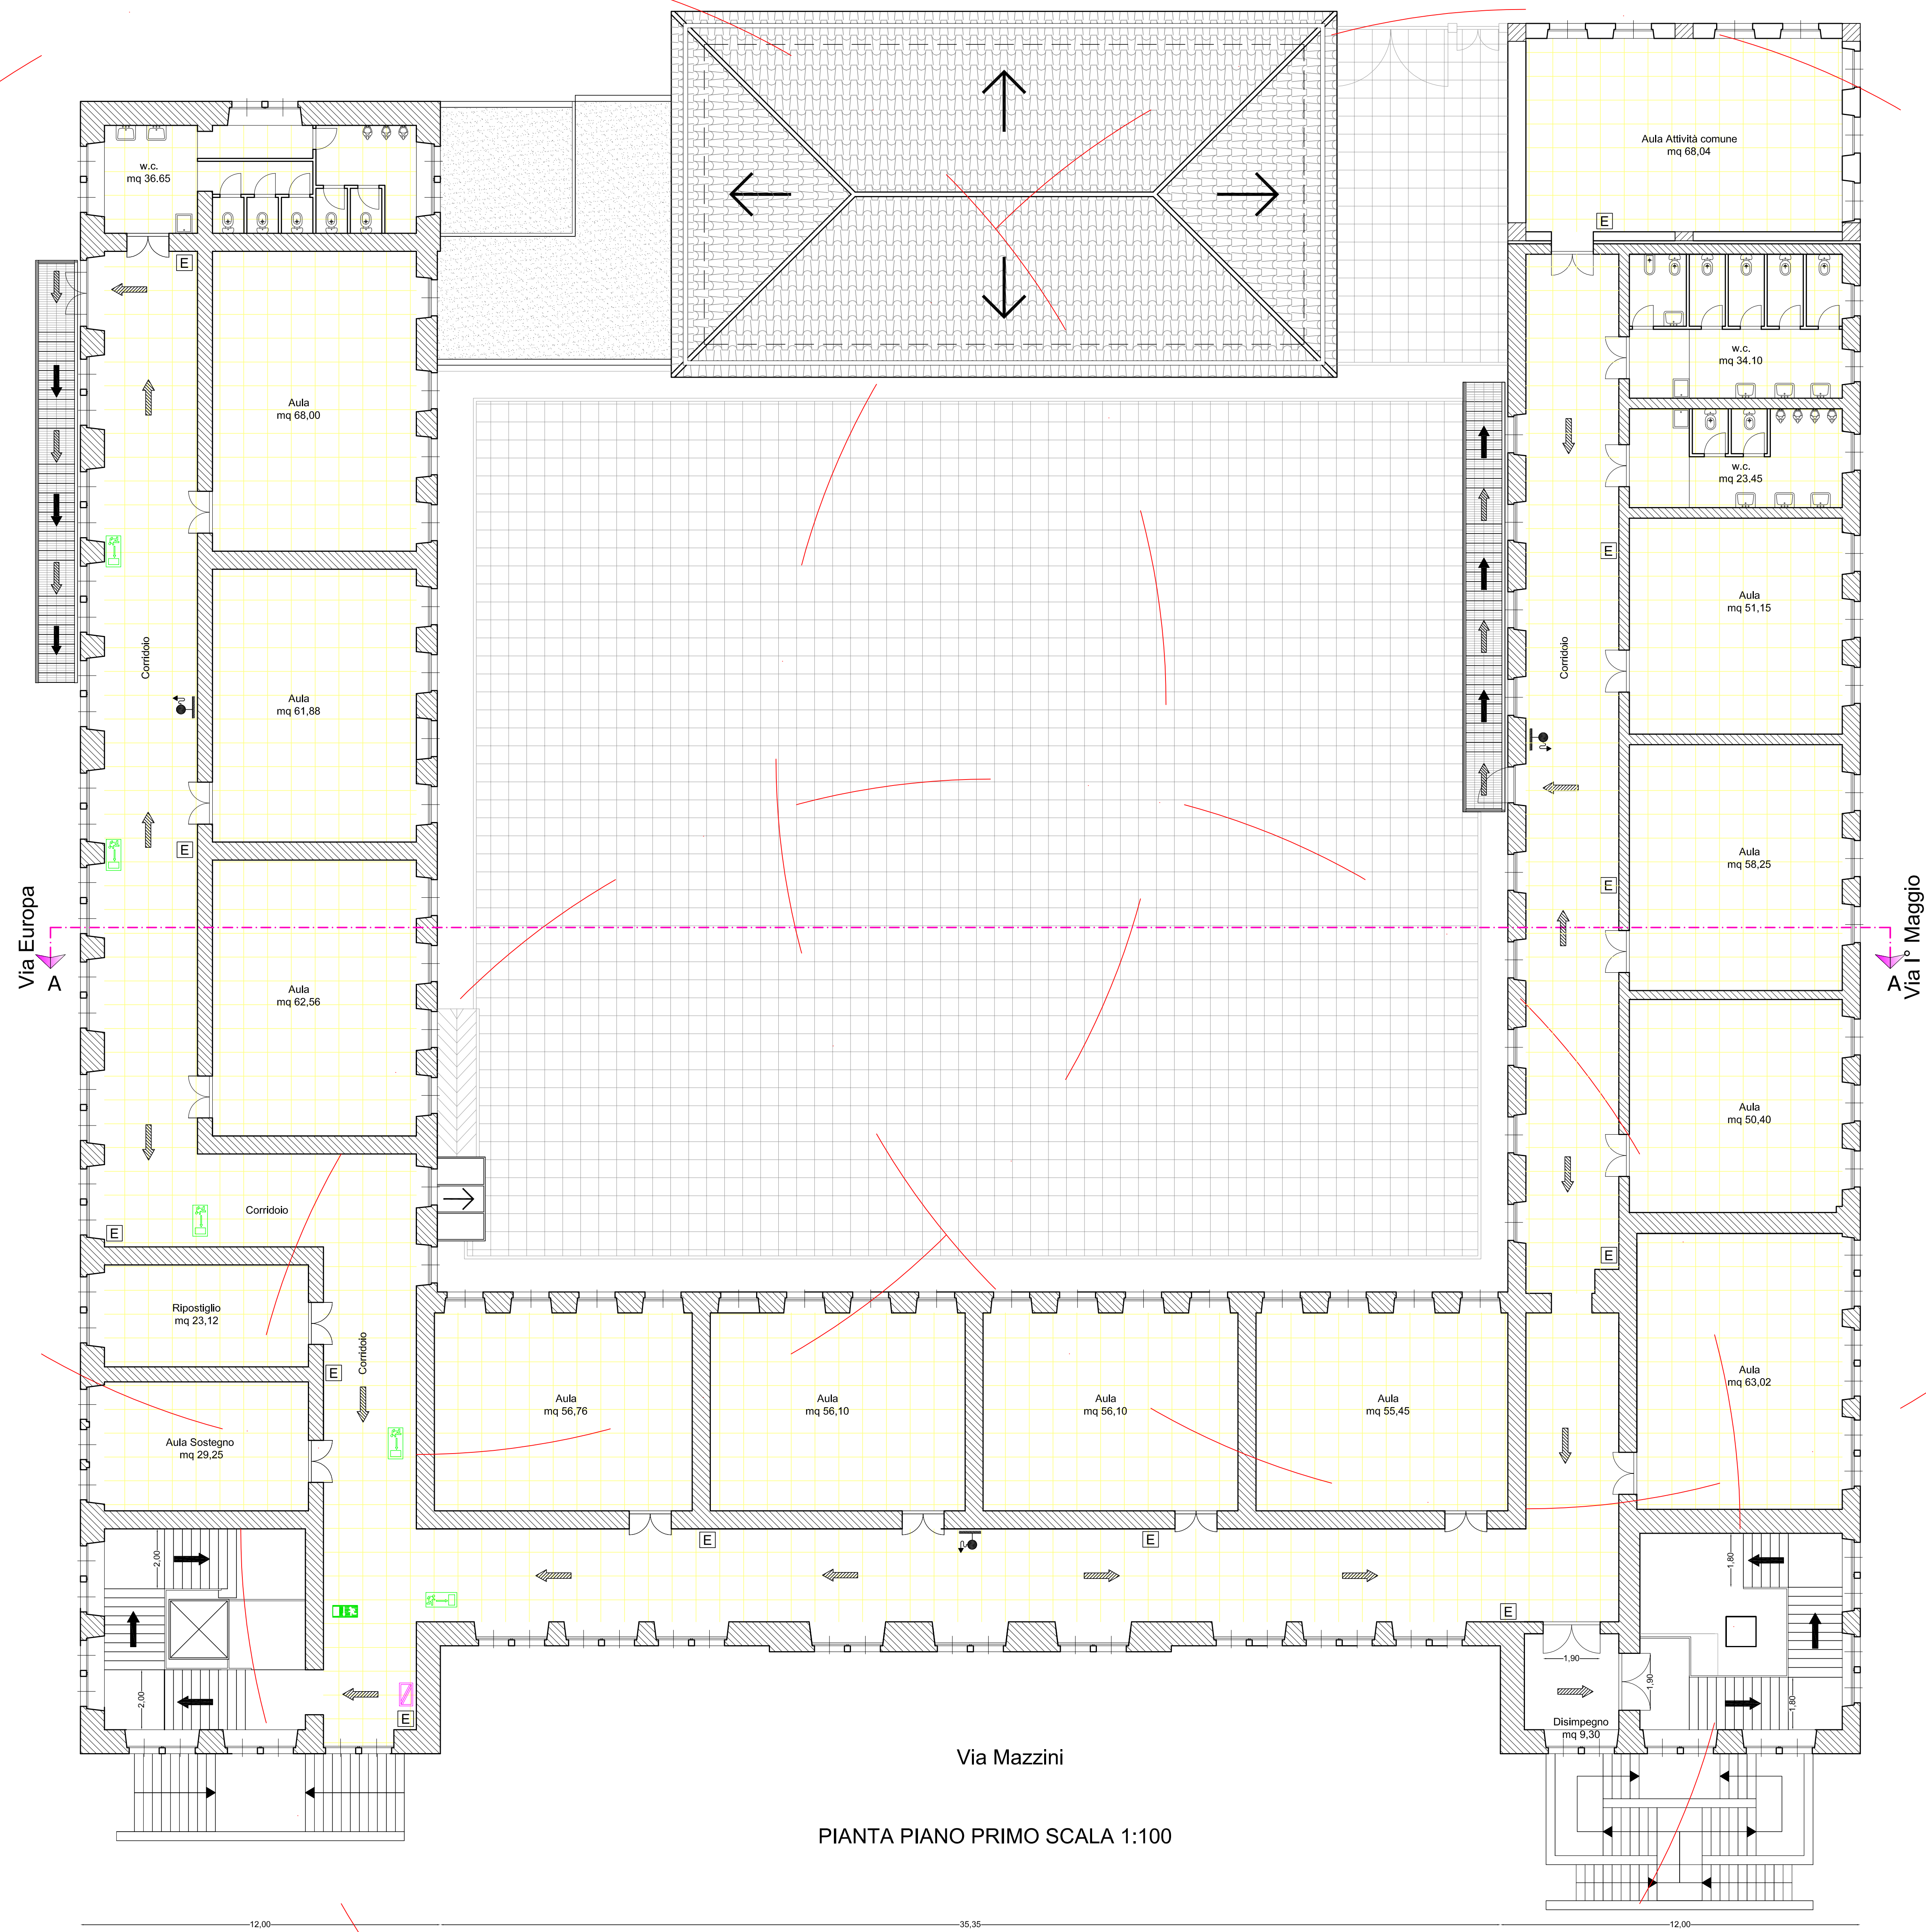 Aula Attività comune
mq 68,04
w.c.
mq 36.65
E
E
w.c.
mq 34.10
Aula
mq 68,00
w.c.
mq 23.45
E
Aula
mq 51,15
Corridoio
Corridoio
Aula
mq 61,88
E
Aula
mq 58,25
E
Via Europa
A
Via I° Maggio
A
Aula
mq 62,56
Aula
mq 50,40
Corridoio
E
E
Ripostiglio
mq 23,12
Corridoio
E
Aula
mq 56,76
Aula
mq 56,10
Aula
mq 56,10
Aula
mq 55,45
Aula
mq 63,02
Aula Sostegno
mq 29,25
E
E
2,00
1,80
E
1,90
1,90
2,00
1,80
E
Disimpegno
mq 9,30
Via Mazzini
PIANTA PIANO PRIMO SCALA 1:100
12,00
35,35
12,00